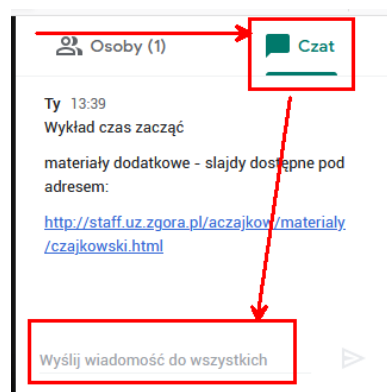 Osoby (1)
Czat
Ty 13:39
Wykład czas zacząć
materiały dodatkowe - slajdy dostępne pod
adresem:
http://staff.uz.zgora.pl/aczajkow/materialy
/czajkowski.html
Wyślij wiadomość do wszystkich